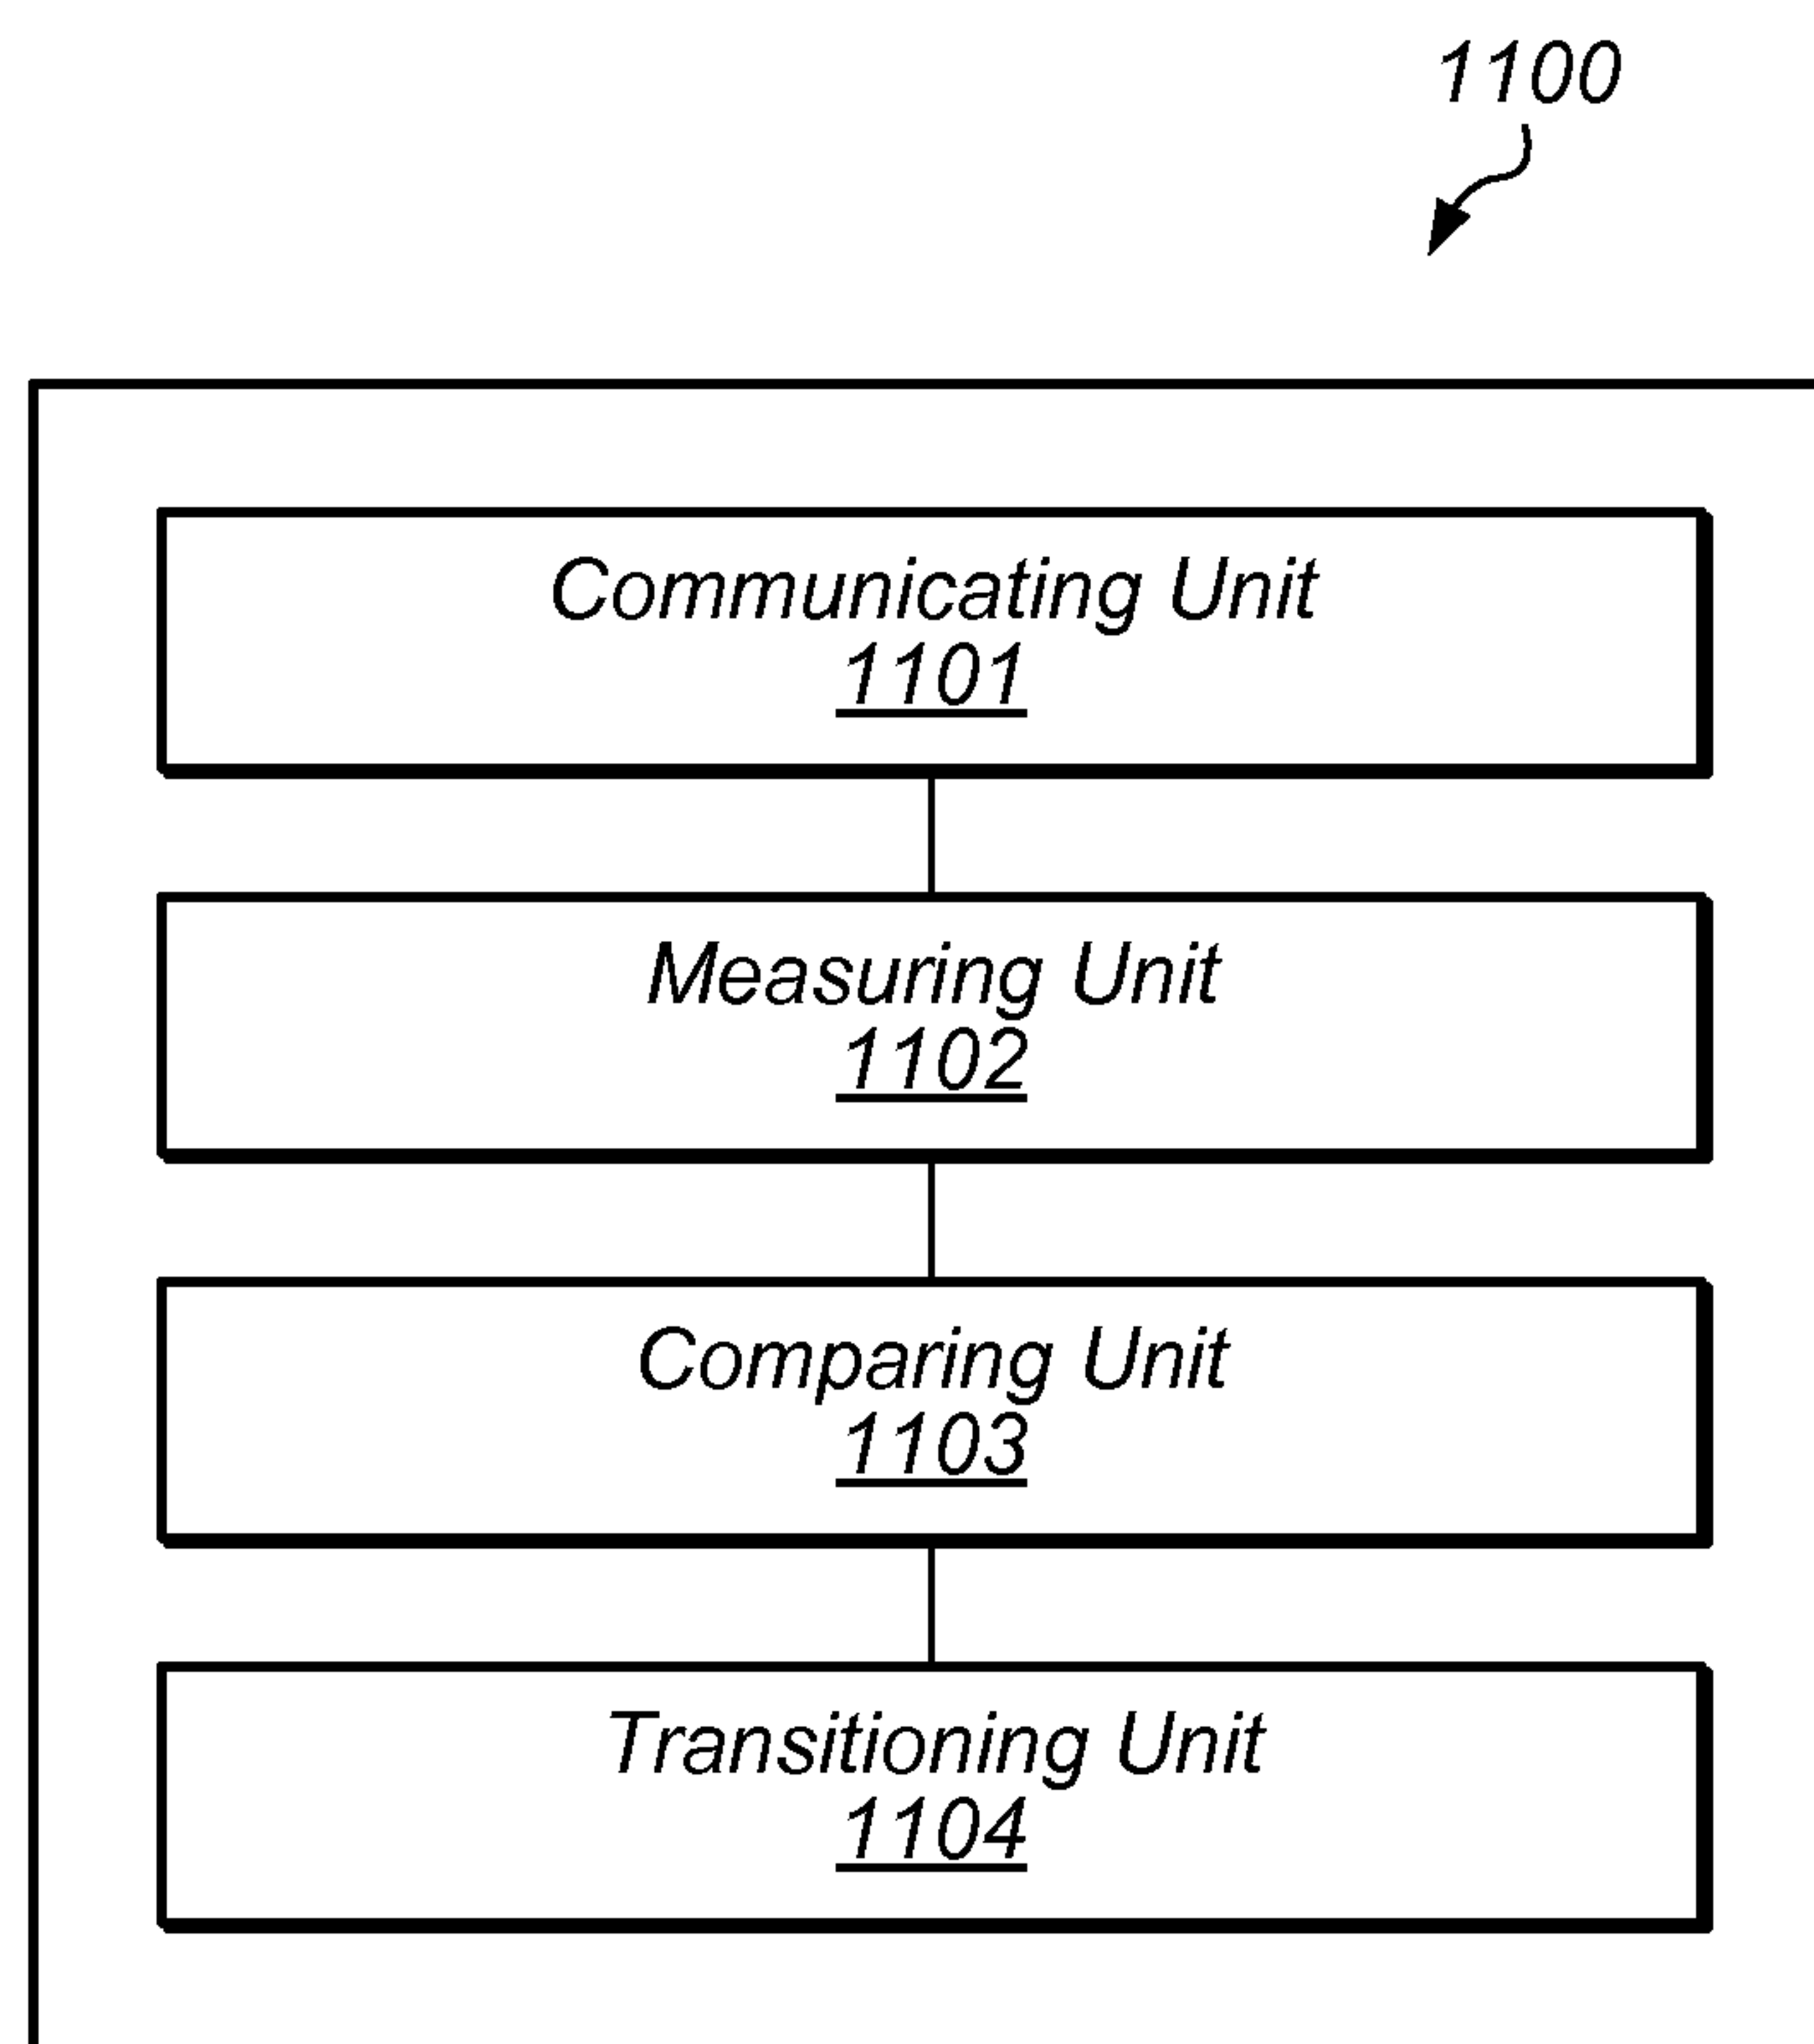 1100
Communicating Unit
1101
Measuring Unit
1102
Comparing Unit
1103
Transitioning Unit
1104